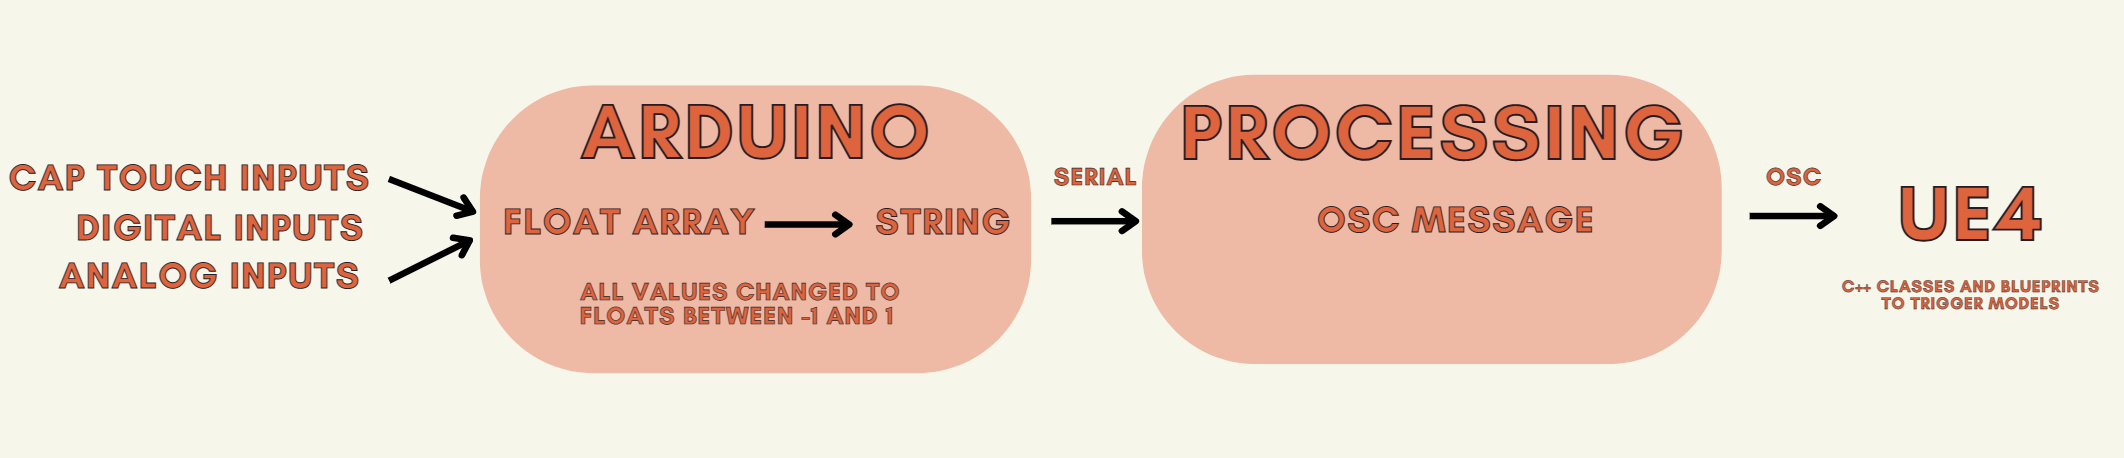 CAP TOUCH INPUTS
DIGITAL INPUTS
ANALOG INPUTS
ARDUINO
FLOAT ARRAY
STRING
ALL VALUES CHANGED TO
FLOATS BETWEEN -1 AND 1
SERIAL
PROCESSING
OSC MESSAGE
OSC
UE4
C++ CLASSES AND BLUEPRINTS
TO TRIGGER MODELS